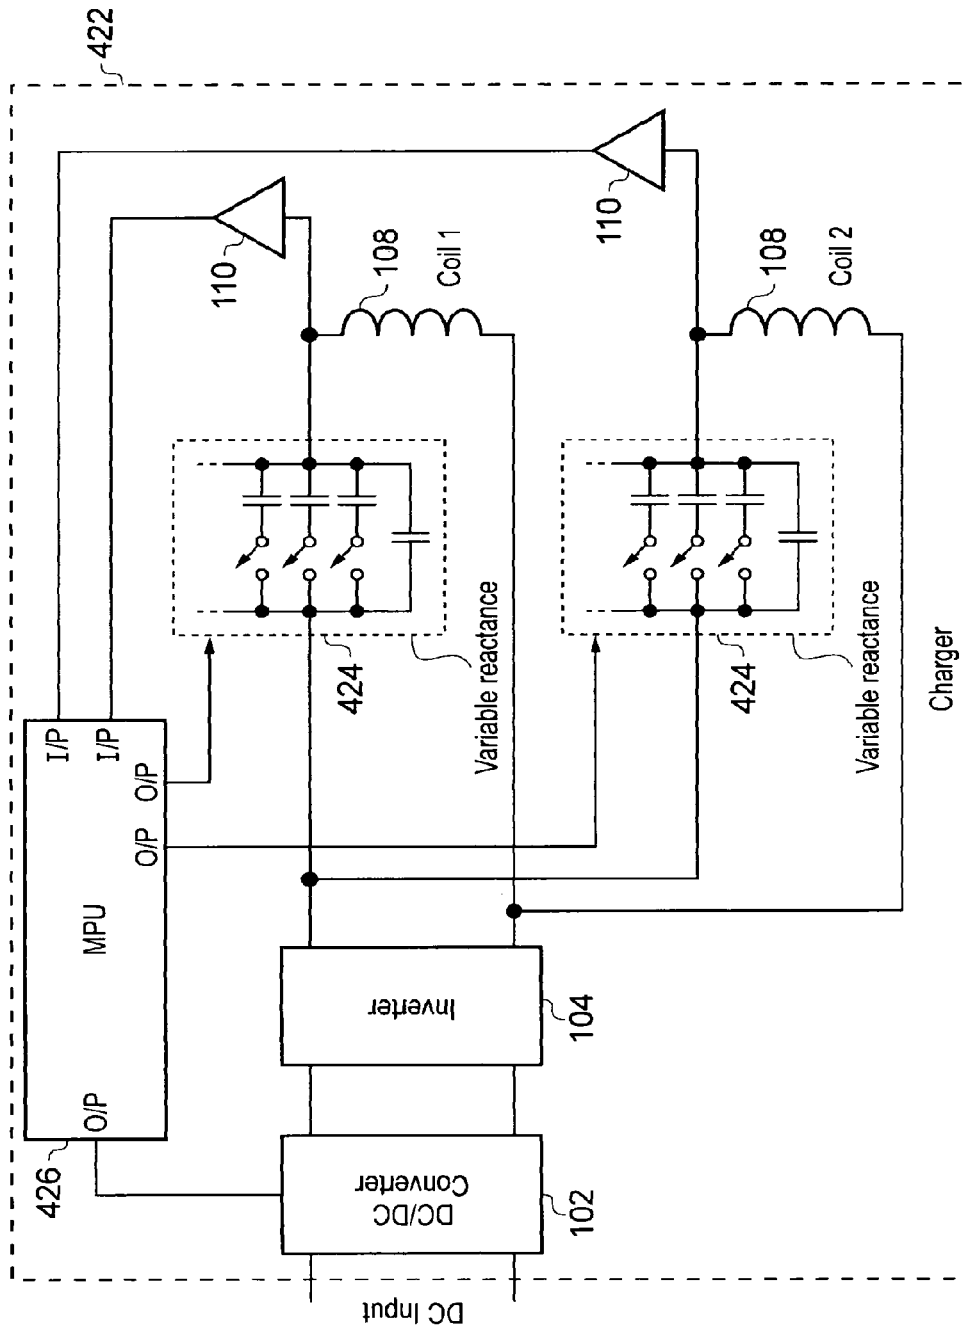 422
110
110
108
Coil 1
108
Coil 2
424
Variable reactance
424
Variable reactance
I/P
I/P
O/P
O/P
MPU
O/P
426
Inverter
104
DC/DC
Converter
102
DC Input
Charger